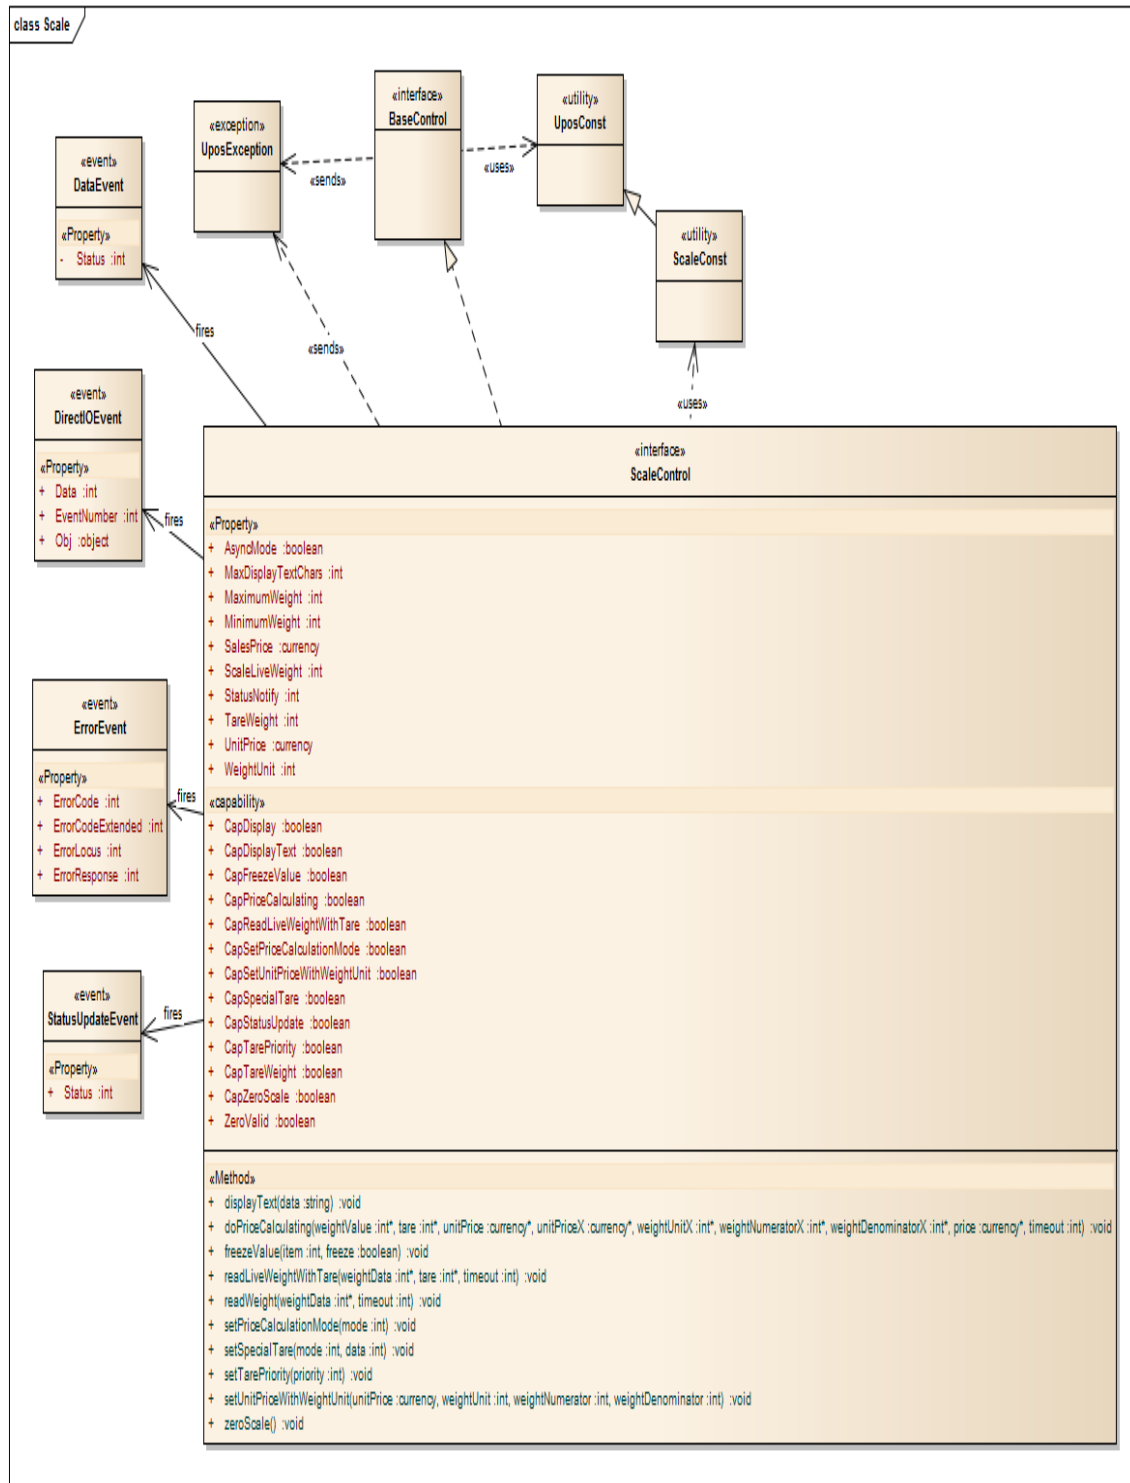 class Scale
«interface»
BaseControl
«utility»
UposConst
«exception»
UposException
«event»
DataEvent
«Property»
- Status :int
«sends»
«uses»
«utility»
ScaleConst
fires
«sends»
«uses»
«event»
DirectIOEvent
«Property»
+ Data :int
+ EventNumber :int
+ Obj :object
fires
«event»
ErrorEvent
«Property»
+ ErrorCode :int
+ ErrorCodeExtended :int
+ ErrorLocus :int
+ ErrorResponse :int
fires
«event»
StatusUpdateEvent
«Property»
+ Status :int
fires
«interface»
ScaleControl
«Property»
+ AsyncMode :boolean
+ MaxDisplayTextChars :int
+ MaximumWeight :int
+ MinimumWeight :int
+ SalesPrice :currency
+ ScaleLiveWeight :int
+ StatusNotify :int
+ TareWeight :int
+ UnitPrice :currency
+ WeightUnit :int
«capability»
+ CapDisplay :boolean
+ CapDisplayText :boolean
+ CapFreezeValue :boolean
+ CapPriceCalculating :boolean
+ CapReadLiveWeightWithTare :boolean
+ CapSetPriceCalculationMode :boolean
+ CapSetUnitPriceWithWeightUnit :boolean
+ CapSpecialTare :boolean
+ CapStatusUpdate :boolean
+ CapTarePriority :boolean
+ CapTareWeight :boolean
+ CapZeroScale :boolean
+ ZeroValid :boolean
«Method»
+ displayText(data :string) :void
+ doPriceCalculating(weightValue :int*, tare :int*, unitPrice :currency*, unitPriceX :currency*, weightUnitX :int*, weightNumeratorX :int*, weightDenominatorX :int*, price :currency*, timeout :int) :void
+ freezeValue(item :int, freeze :boolean) :void
+ readLiveWeightWithTare(weightData :int*, tare :int*, timeout :int) :void
+ readWeight(weightData :int*, timeout :int) :void
+ setPriceCalculationMode(mode :int) :void
+ setSpecialTare(mode :int, data :int) :void
+ setTarePriority(priority :int) :void
+ setUnitPriceWithWeightUnit(unitPrice :currency, weightUnit :int, weightNumerator :int, weightDenominator :int) :void
+ zeroScale() :void